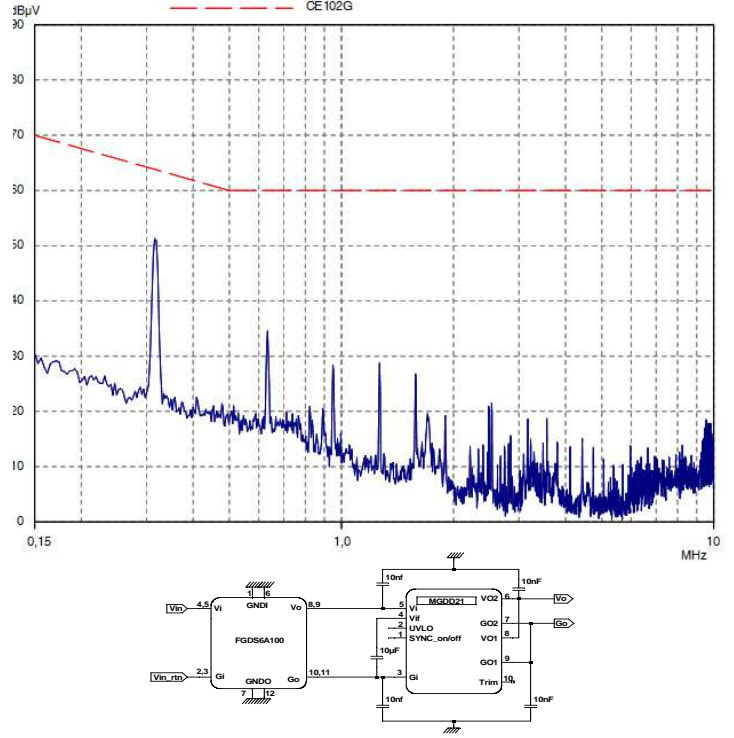 dBµV
CE102G
90
80
70
60
50
40
30
20
10
0
0,15
1,0
10
MHz
10nf
10nF
1 6
GNDI
Vin
4,5
Vi
Vo
8,9
FGDS6A100
Vin_rtn
2,3
Gi
Go
10,11
GNDO
7 12
10µF
10nf
5
Vi
4
Vif
2
UVLO
1
SYNC_on/off
3
Gi
MGDD21
VO2
6
Vo
GO2
7
Go
VO1
8
GO1
9
Trim
10
10nF